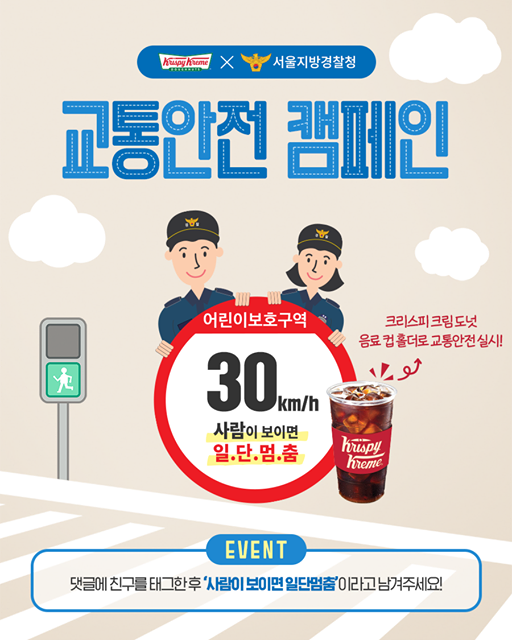 Krispy Kreme
DOUGHNUTS
× 서울지방경찰청
교통안전 캠페인
어린이보호구역
30km/h
사람이 보이면
일.단.멈.춤
크리스피 크림 도넛
음료 컵 홀더로 교통안전 실시!
Krispy
Kreme
EVENT
댓글에 친구를 태그한 후 '사람이 보이면 일단멈춤'이라고 남겨주세요!